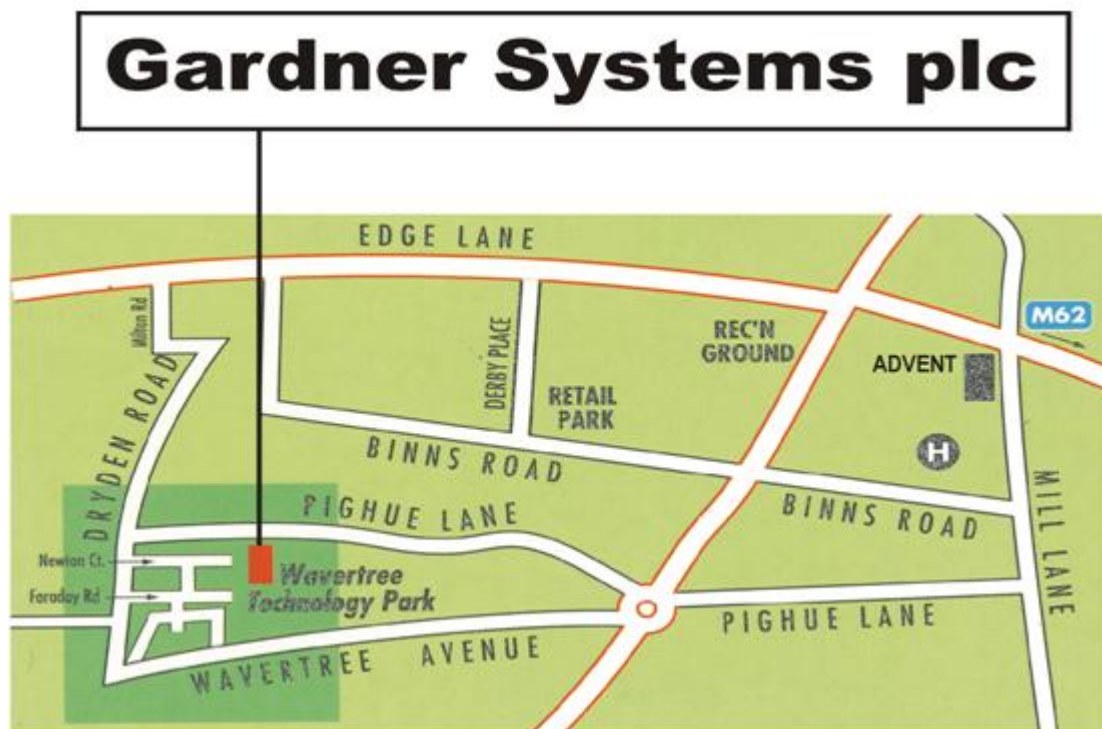 Gardner Systems plc
EDGE LANE
M62
Milton Rd
DERBY PLACE
REC'N
GROUND
ADVENT
RETAIL
PARK
DRYDEN ROAD
BINNS ROAD
H
BINNS ROAD
MILL LANE
PIGHUE LANE
Newton Ct.
Wavertree
Technology Park
Faraday Rd
PIGHUE LANE
WAVERTREE AVENUE